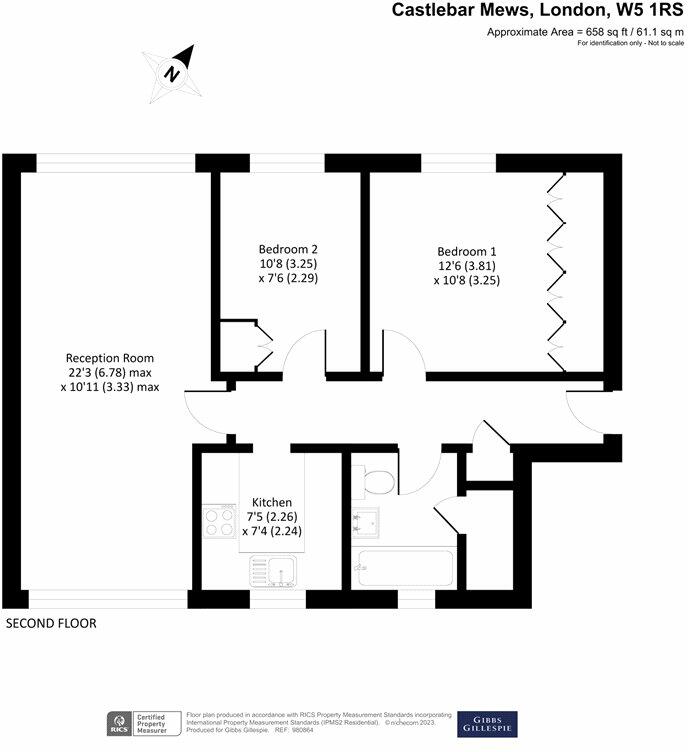 Castlebar Mews, London, W5 1RS
Approximate Area = 658 sq ft / 61.1 sq m
For identification only - Not to scale
N
Bedroom 2
10'8 (3.25)
x 7'6 (2.29)
Bedroom 1
12'6 (3.81)
x 10'8 (3.25)
Reception Room
22'3 (6.78) max
x 10'11 (3.33) max
Kitchen
7'5 (2.26)
x 7'4 (2.24)
SECOND FLOOR
RICS
Certified
Property
Measurer
Floor plan produced in accordance with RICS Property Measurement Standards incorporating
International Property Measurement Standards (IPMS2 Residential). © nichecom 2023.
Produced for Gibbs Gillespie. REF: 980864
GIBBS
GILLESPIE